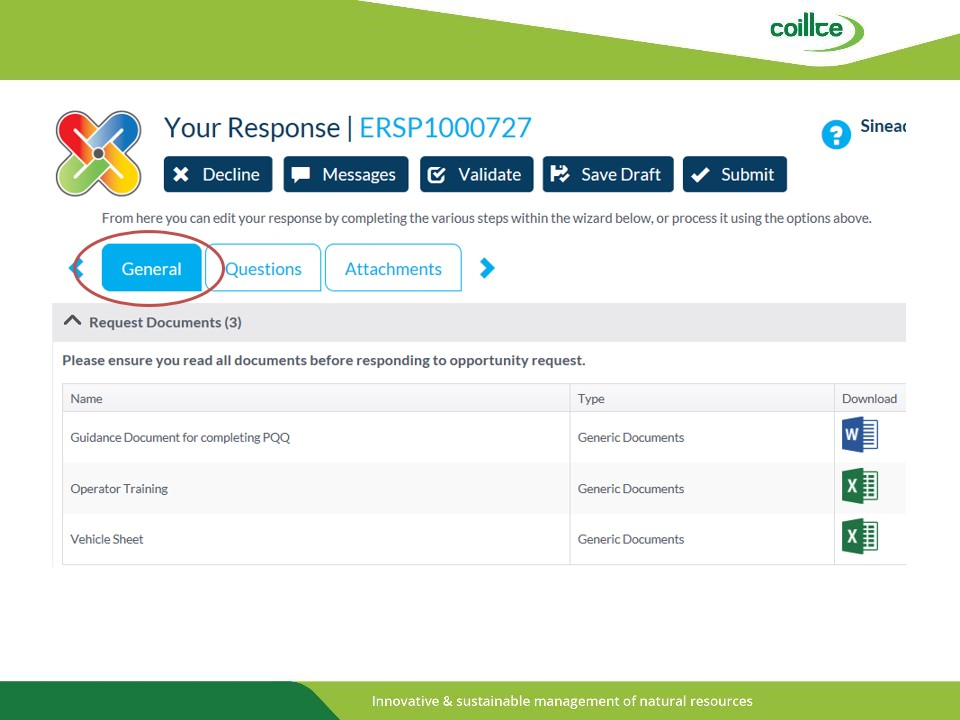 coillte
Your Response | ERSP1000727
Decline Messages Validate Save Draft Submit
From here you can edit your response by completing the various steps within the wizard below, or process it using the options above.
General Questions Attachments
Request Documents (3)
Please ensure you read all documents before responding to opportunity request.
Name Type Download
Guidance Document for completing PQQ Generic Documents W
Operator Training Generic Documents X
Vehicle Sheet Generic Documents X
Innovative & sustainable management of natural resources